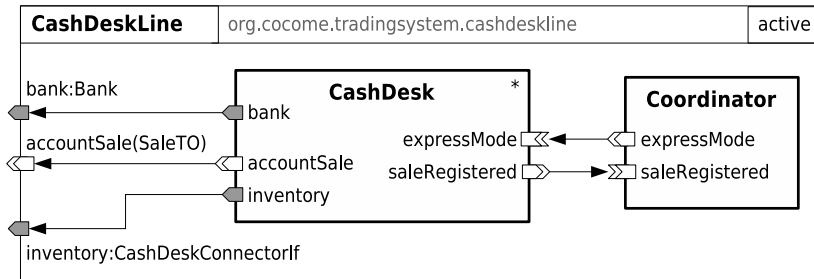 CashDeskLine org.cocome.tradingsystem.cashdeskline active
bank:Bank
CashDesk *
bank
Coordinator
accountSale(SaleTO)
expressMode
expressMode
accountSale
saleRegistered
saleRegistered
inventory
inventory:CashDeskConnectorIf